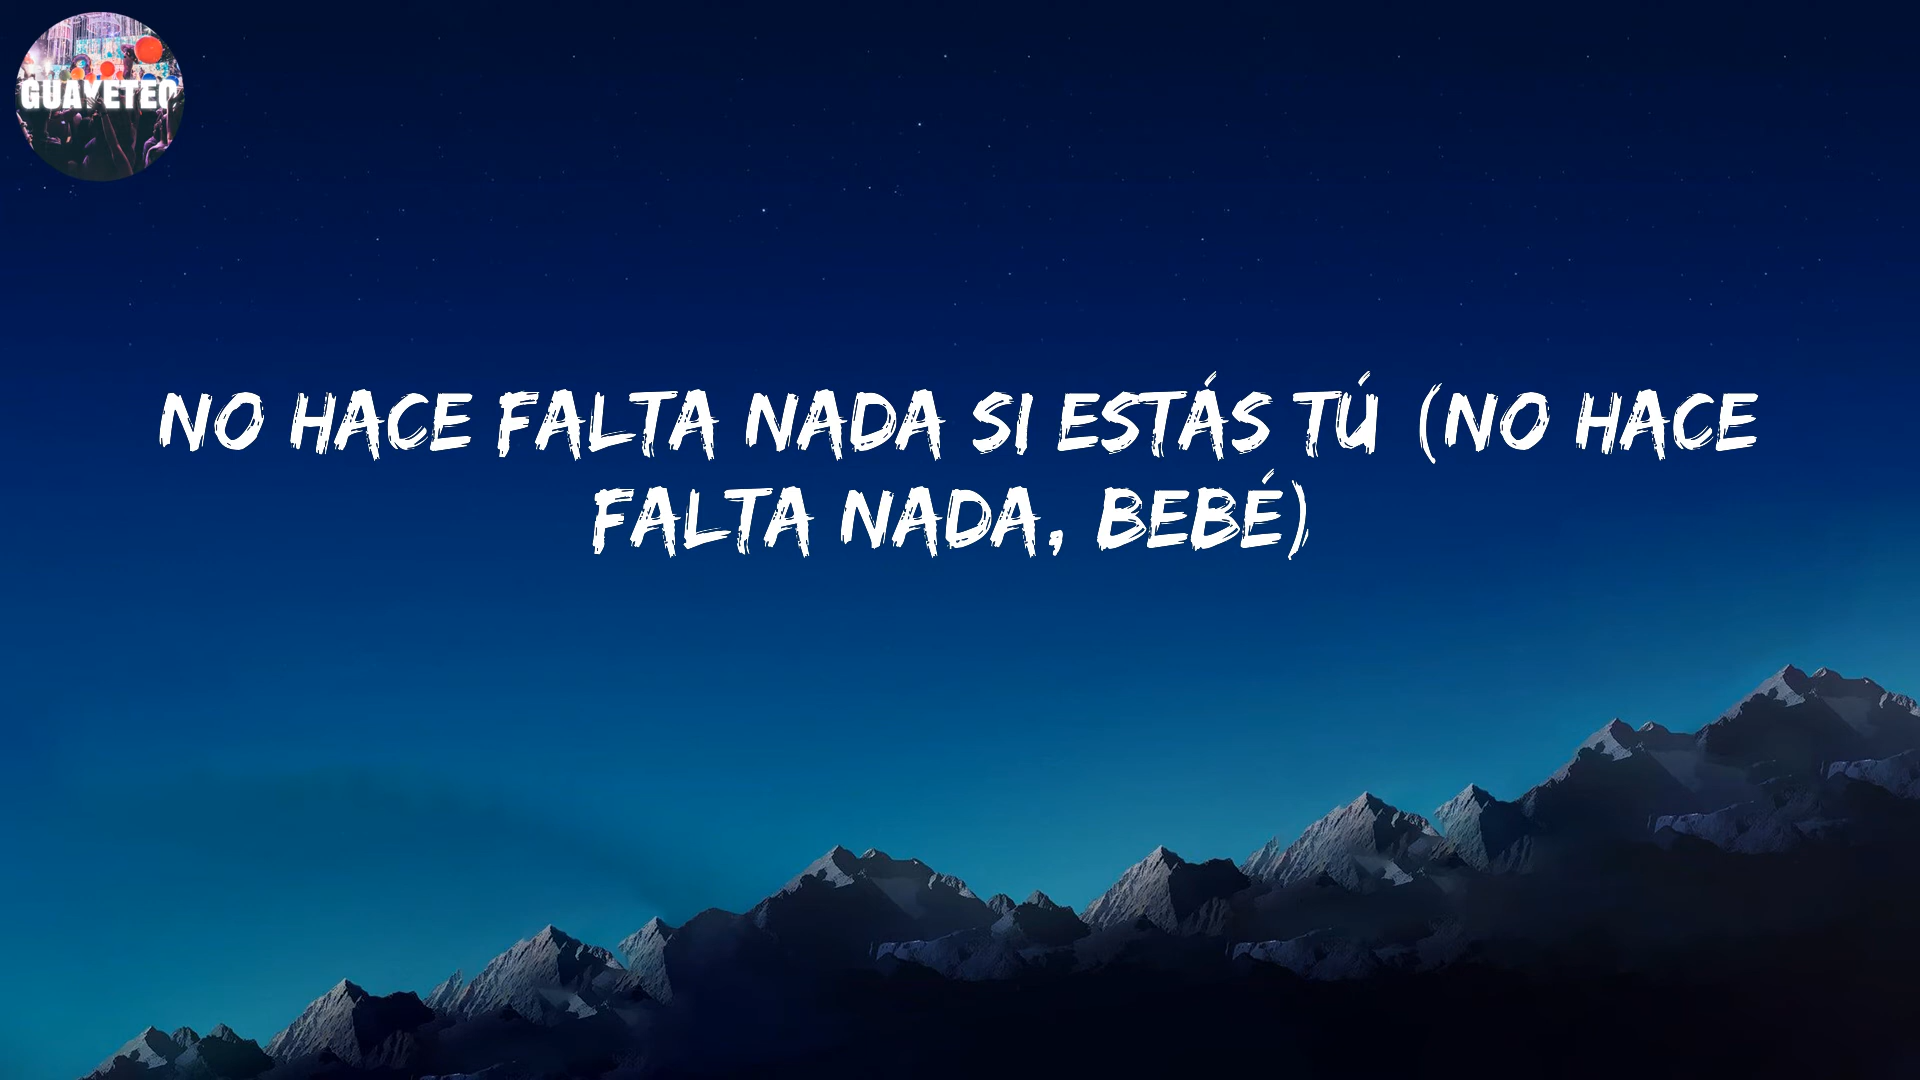 GUAYETEO
NO HACE FALTA NADA SI ESTÁS TÚ (NO HACE
FALTA NADA, BEBÉ)